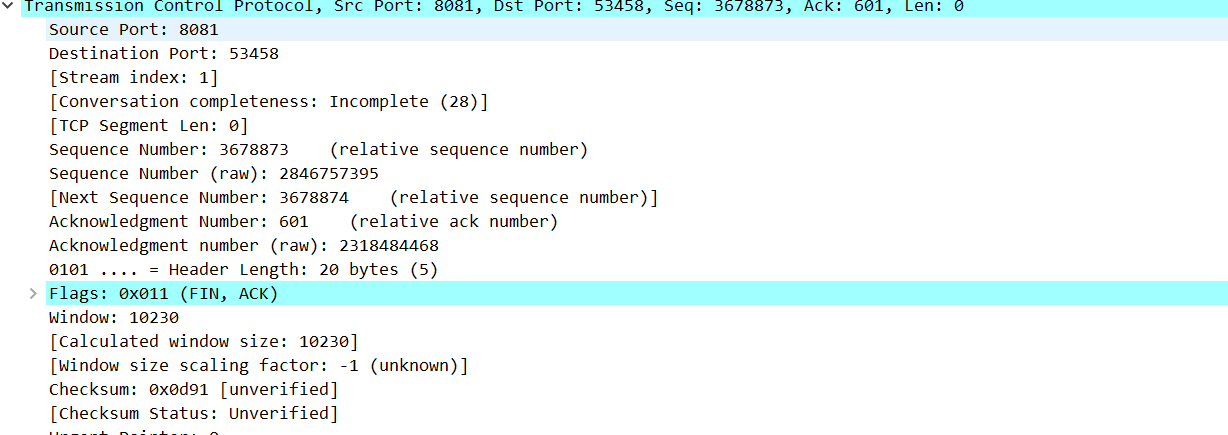 Transmission Control Protocol, Src Port: 8081, Dst Port: 53458, Seq: 3678873, Ack: 601, Len: 0
Source Port: 8081
Destination Port: 53458
[Stream index: 1]
[Conversation completeness: Incomplete (28)]
[TCP Segment Len: 0]
Sequence Number: 3678873    (relative sequence number)
Sequence Number (raw): 2846757395
[Next Sequence Number: 3678874    (relative sequence number)]
Acknowledgment Number: 601    (relative ack number)
Acknowledgment number (raw): 2318484468
0101 .... = Header Length: 20 bytes (5)
Flags: 0x011 (FIN, ACK)
Window: 10230
[Calculated window size: 10230]
[Window size scaling factor: -1 (unknown)]
Checksum: 0x0d91 [unverified]
[Checksum Status: Unverified]
Urgent Pointer: 0